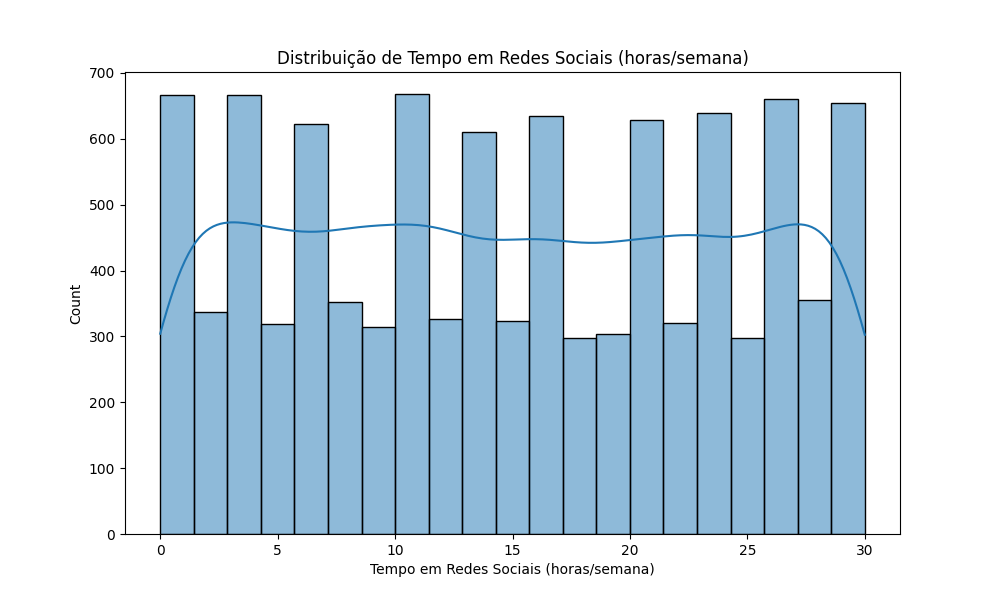 Distribuição de Tempo em Redes Sociais (horas/semana)
700
600
500
400
300
200
100
0
Count
0 5 10 15 20 25 30
Tempo em Redes Sociais (horas/semana)